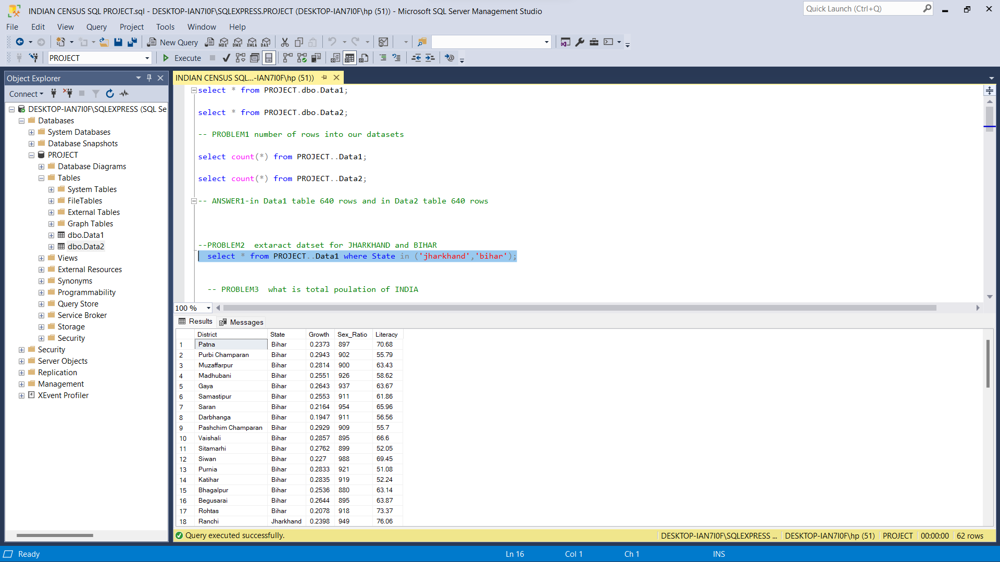 INDIAN CENSUS SQL PROJECT.sql - DESKTOP-IAN7I0F\SQLEXPRESS.PROJECT (DESKTOP-IAN7I0F\hp (51)) - Microsoft SQL Server Management Studio
Quick Launch (Ctrl+Q)
File Edit View Query Project Tools Window Help
New Query MDX DMX XMLA DAX
PROJECT Execute
Object Explorer
Connect
DESKTOP-IAN7I0F\SQLEXPRESS (SQL Se
Databases
System Databases
Database Snapshots
PROJECT
Database Diagrams
Tables
System Tables
FileTables
External Tables
Graph Tables
dbo.Data1
dbo.Data2
Views
External Resources
Synonyms
Programmability
Query Store
Service Broker
Storage
Security
Security
Server Objects
Replication
Management
XEvent Profiler
INDIAN CENSUS SQL...-IAN7I0F\hp (51))
select * from PROJECT.dbo.Data1;
select * from PROJECT.dbo.Data2;
-- PROBLEM1 number of rows into our datasets
select count(*) from PROJECT..Data1;
select count(*) from PROJECT..Data2;
-- ANSWER1-in Data1 table 640 rows and in Data2 table 640 rows
--PROBLEM2  extaract datset for JHARKHAND and BIHAR
select * from PROJECT..Data1 where State in ('jharkhand','bihar');
-- PROBLEM3  what is total poulation of INDIA
100 %
Results Messages
District State Growth Sex_Ratio Literacy
1 Patna Bihar 0.2373 897 70.68
2 Purbi Champaran Bihar 0.2943 902 55.79
3 Muzaffarpur Bihar 0.2814 900 63.43
4 Madhubani Bihar 0.2551 926 58.62
5 Gaya Bihar 0.2643 937 63.67
6 Samastipur Bihar 0.2553 911 61.86
7 Saran Bihar 0.2164 954 65.96
8 Darbhanga Bihar 0.1947 911 56.56
9 Pashchim Champaran Bihar 0.2929 909 55.7
10 Vaishali Bihar 0.2857 895 66.6
11 Sitamarhi Bihar 0.2762 899 52.05
12 Siwan Bihar 0.227 988 69.45
13 Purnia Bihar 0.2833 921 51.08
14 Katihar Bihar 0.2835 919 52.24
15 Bhagalpur Bihar 0.2536 880 63.14
16 Begusarai Bihar 0.2644 895 63.87
17 Rohtas Bihar 0.2078 918 73.37
18 Ranchi Jharkhand 0.2398 949 76.06
Query executed successfully. DESKTOP-IAN7I0F\SQLEXPRESS ... DESKTOP-IAN7I0F\hp (51) PROJECT 00:00:00 62 rows
Ready Ln 16 Col 1 Ch 1 INS